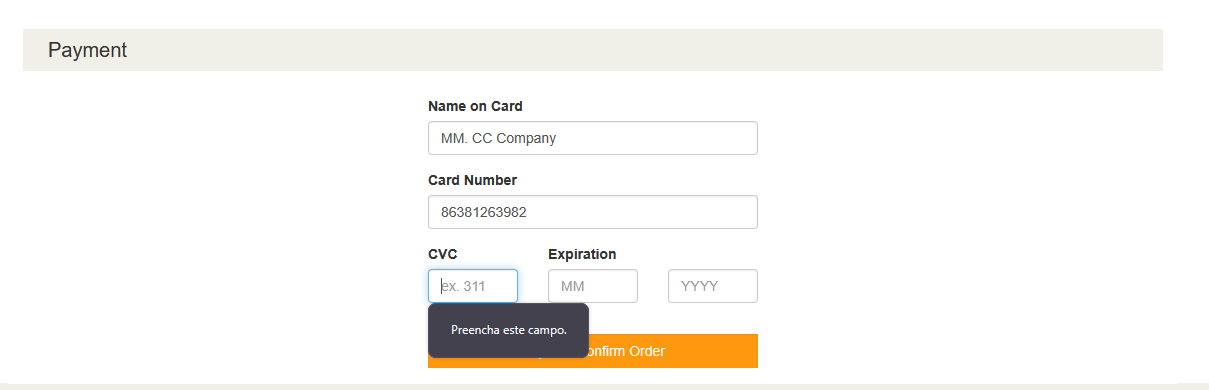 Payment
Name on Card
MM. CC Company
Card Number
86381263982
CVC Expiration
ex. 311 MM YYYY
Preencha este campo.
Confirm Order